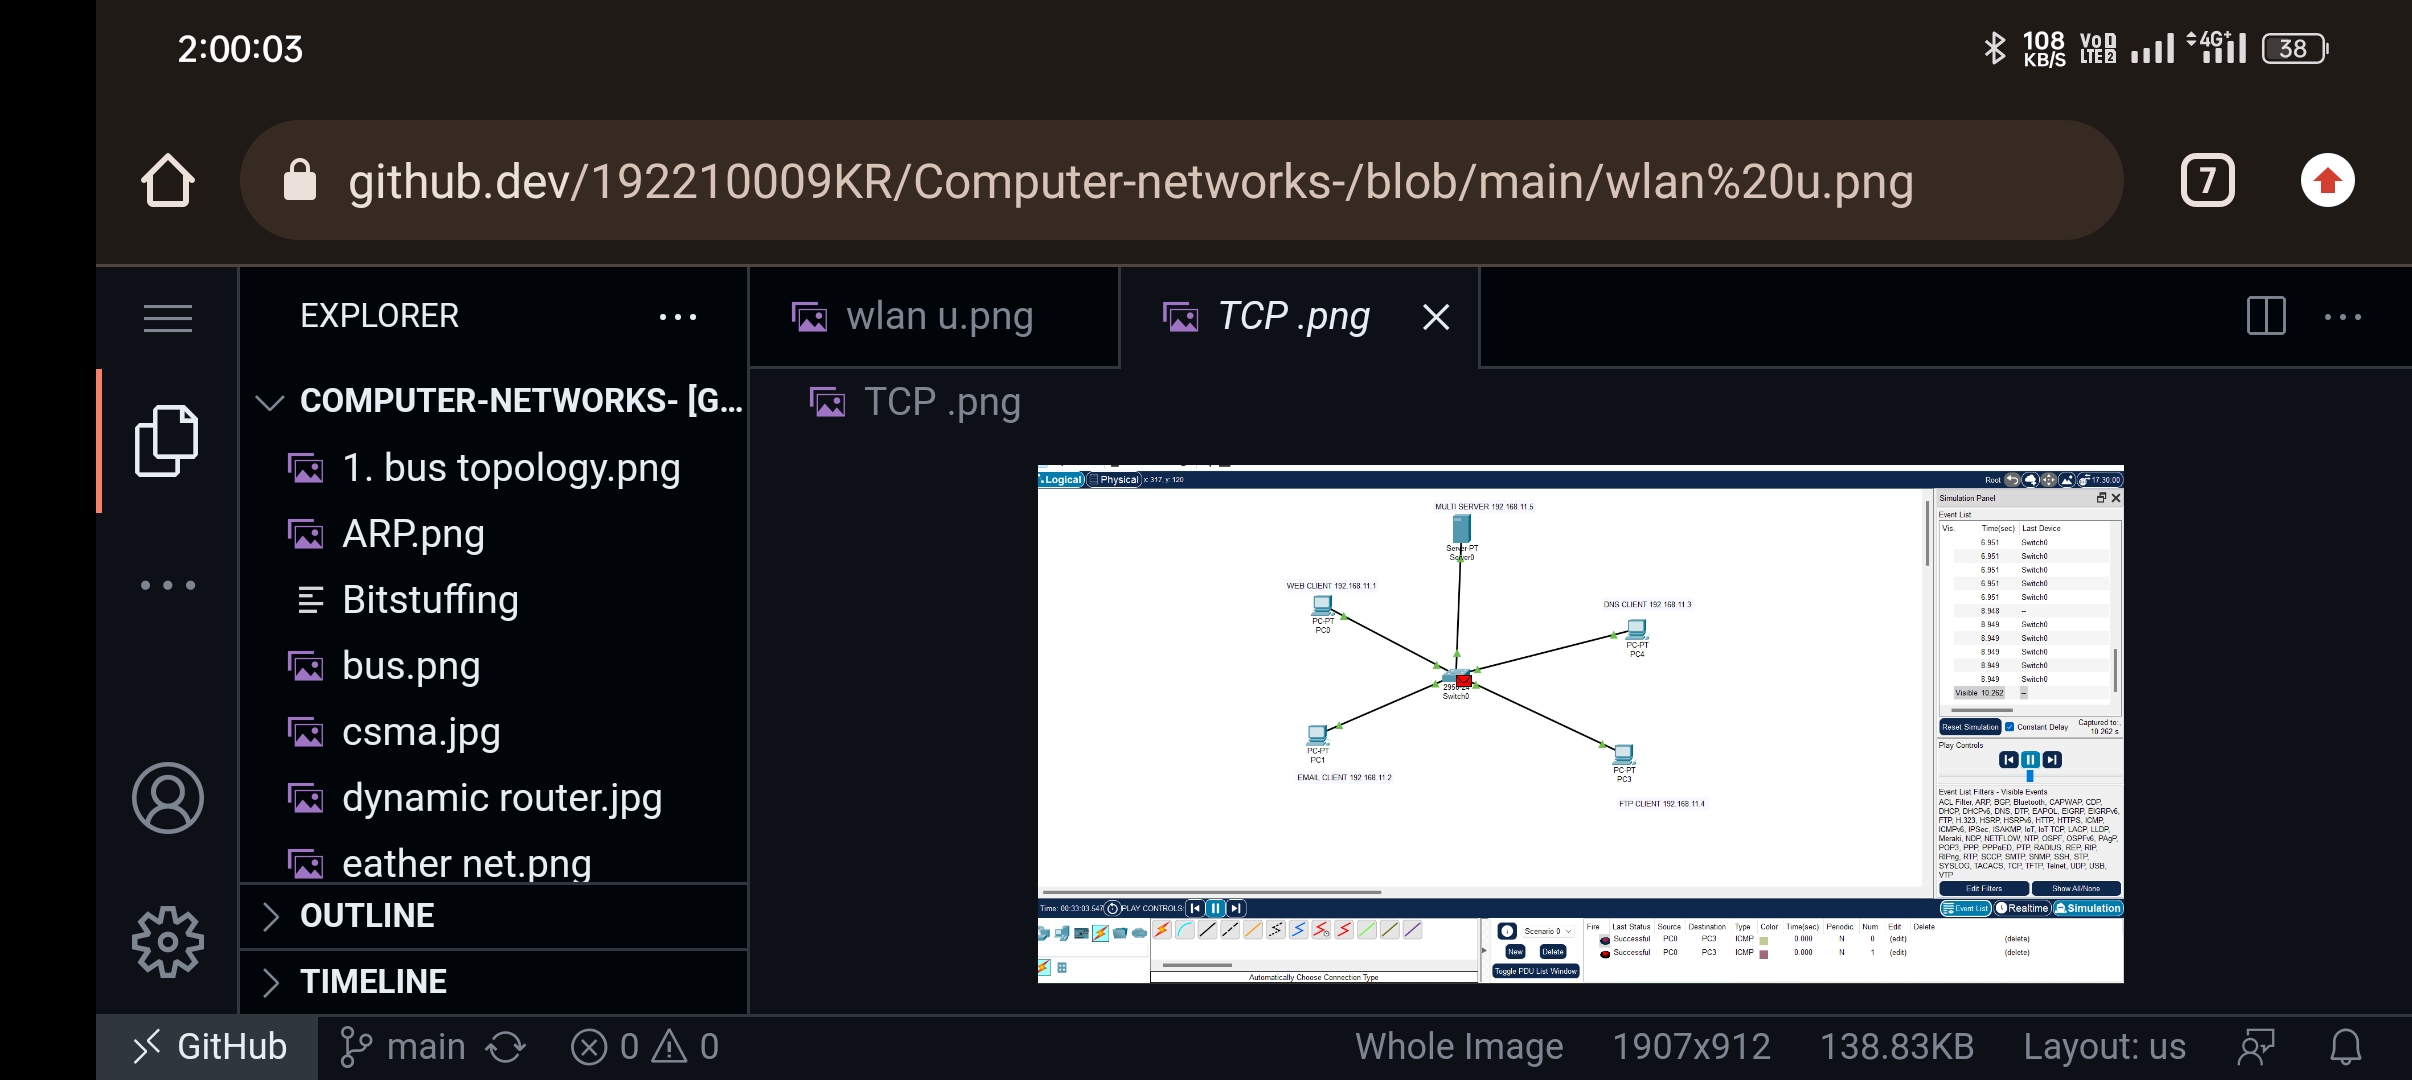 2:00:03
108 KB/S
Vo 1 LTE 2
4G+
38
github.dev/192210009KR/Computer-networks-/blob/main/wlan%20u.png
7
EXPLORER
wlan u.png
TCP .png
COMPUTER-NETWORKS- [G...
TCP .png
1. bus topology.png
ARP.png
Bitstuffing
bus.png
csma.jpg
dynamic router.jpg
eather net.png
OUTLINE
TIMELINE
Logical
Physical
x: 317, y: 120
Root
17:30:00
MULTI SERVER 192.168.11.5
Server-PT
Server0
WEB CLIENT 192.168.11.1
PC-PT
PC0
DNS CLIENT 192.168.11.3
PC-PT
PC4
Switch0
PC-PT
PC1
EMAIL CLIENT 192.168.11.2
PC-PT
PC3
FTP CLIENT 192.168.11.4
Simulation Panel
Event List
Vis. Time(sec) Last Device
6.951 Switch0
6.951 Switch0
6.951 Switch0
6.951 Switch0
6.951 Switch0
8.948 --
8.949 Switch0
8.949 Switch0
8.949 Switch0
8.949 Switch0
8.949 Switch0
Visible 10.262 --
Reset Simulation
Constant Delay
Captured to:
10.262 s
Play Controls
Event List Filters - Visible Events
ACL Filter, ARP, BGP, Bluetooth, CAPWAP, CDP,
DHCP, DHCPv6, DNS, DTP, EAPOL, EIGRP, EIGRPv6,
FTP, H.323, HSRP, HSRPv6, HTTP, HTTPS, ICMP,
ICMPv6, IPSec, ISAKMP, IoT, IoT TCP, LACP, LLDP,
Meraki, NDP, NETFLOW, NTP, OSPF, OSPFv6, PAgP,
POP3, PPP, PPPoED, PTP, RADIUS, REP, RIP,
RIPng, RTP, SCCP, SMTP, SNMP, SSH, STP,
SYSLOG, TACACS, TCP, TFTP, Telnet, UDP, USB,
VTP
Edit Filters
Show All/None
Time: 00:33:03.547
PLAY CONTROLS:
Event List
Realtime
Simulation
Scenario 0
New
Delete
Toggle PDU List Window
Fire Last Status Source Destination Type Color Time(sec) Periodic Num Edit Delete
Successful PC0 PC3 ICMP 0.000 N 0 (edit) (delete)
Successful PC0 PC3 ICMP 0.000 N 1 (edit) (delete)
Automatically Choose Connection Type
GitHub
main
0
0
Whole Image
1907x912
138.83KB
Layout: us